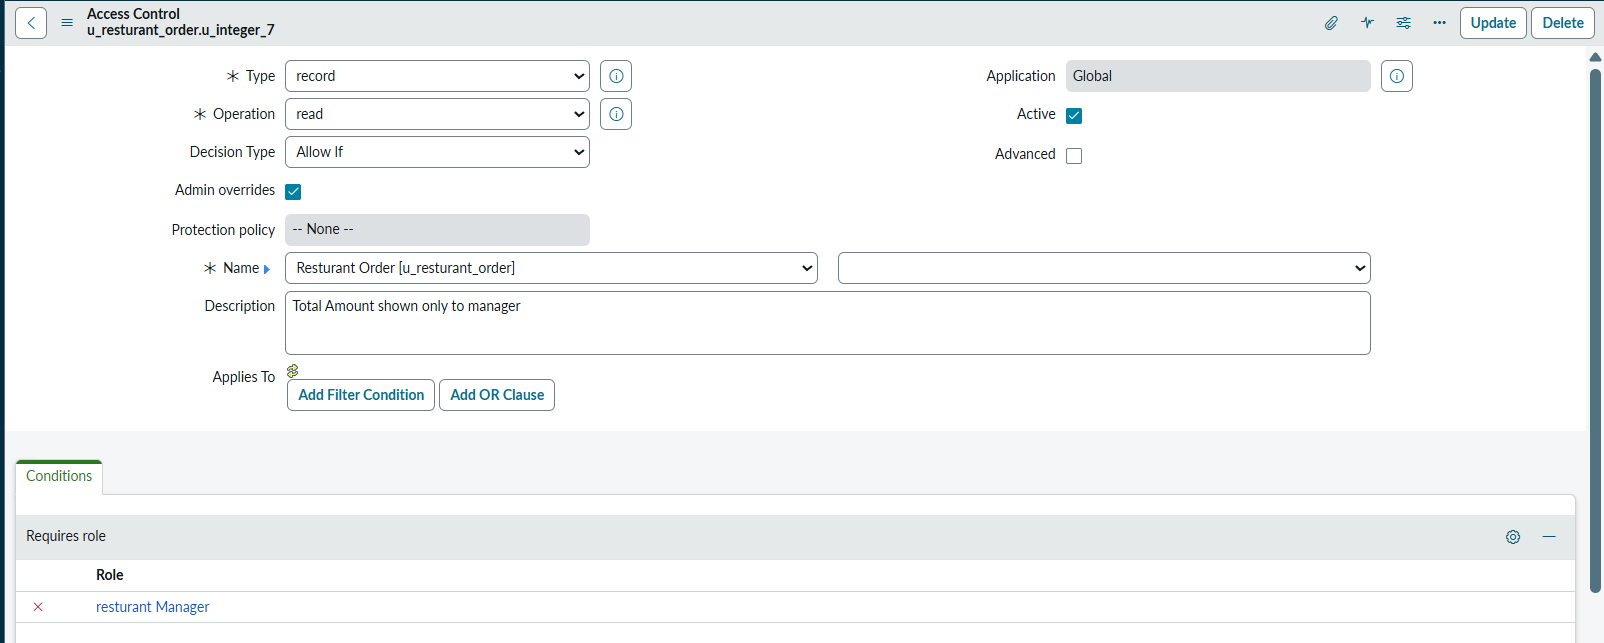 Access Control
u_resturant_order.u_integer_7
Update
Delete
* Type record
Application Global
* Operation read
Active
Decision Type Allow If
Advanced
Admin overrides
Protection policy -- None --
* Name Resturant Order [u_resturant_order]
Description Total Amount shown only to manager
Applies To
Add Filter Condition
Add OR Clause
Conditions
Requires role
Role
resturant Manager